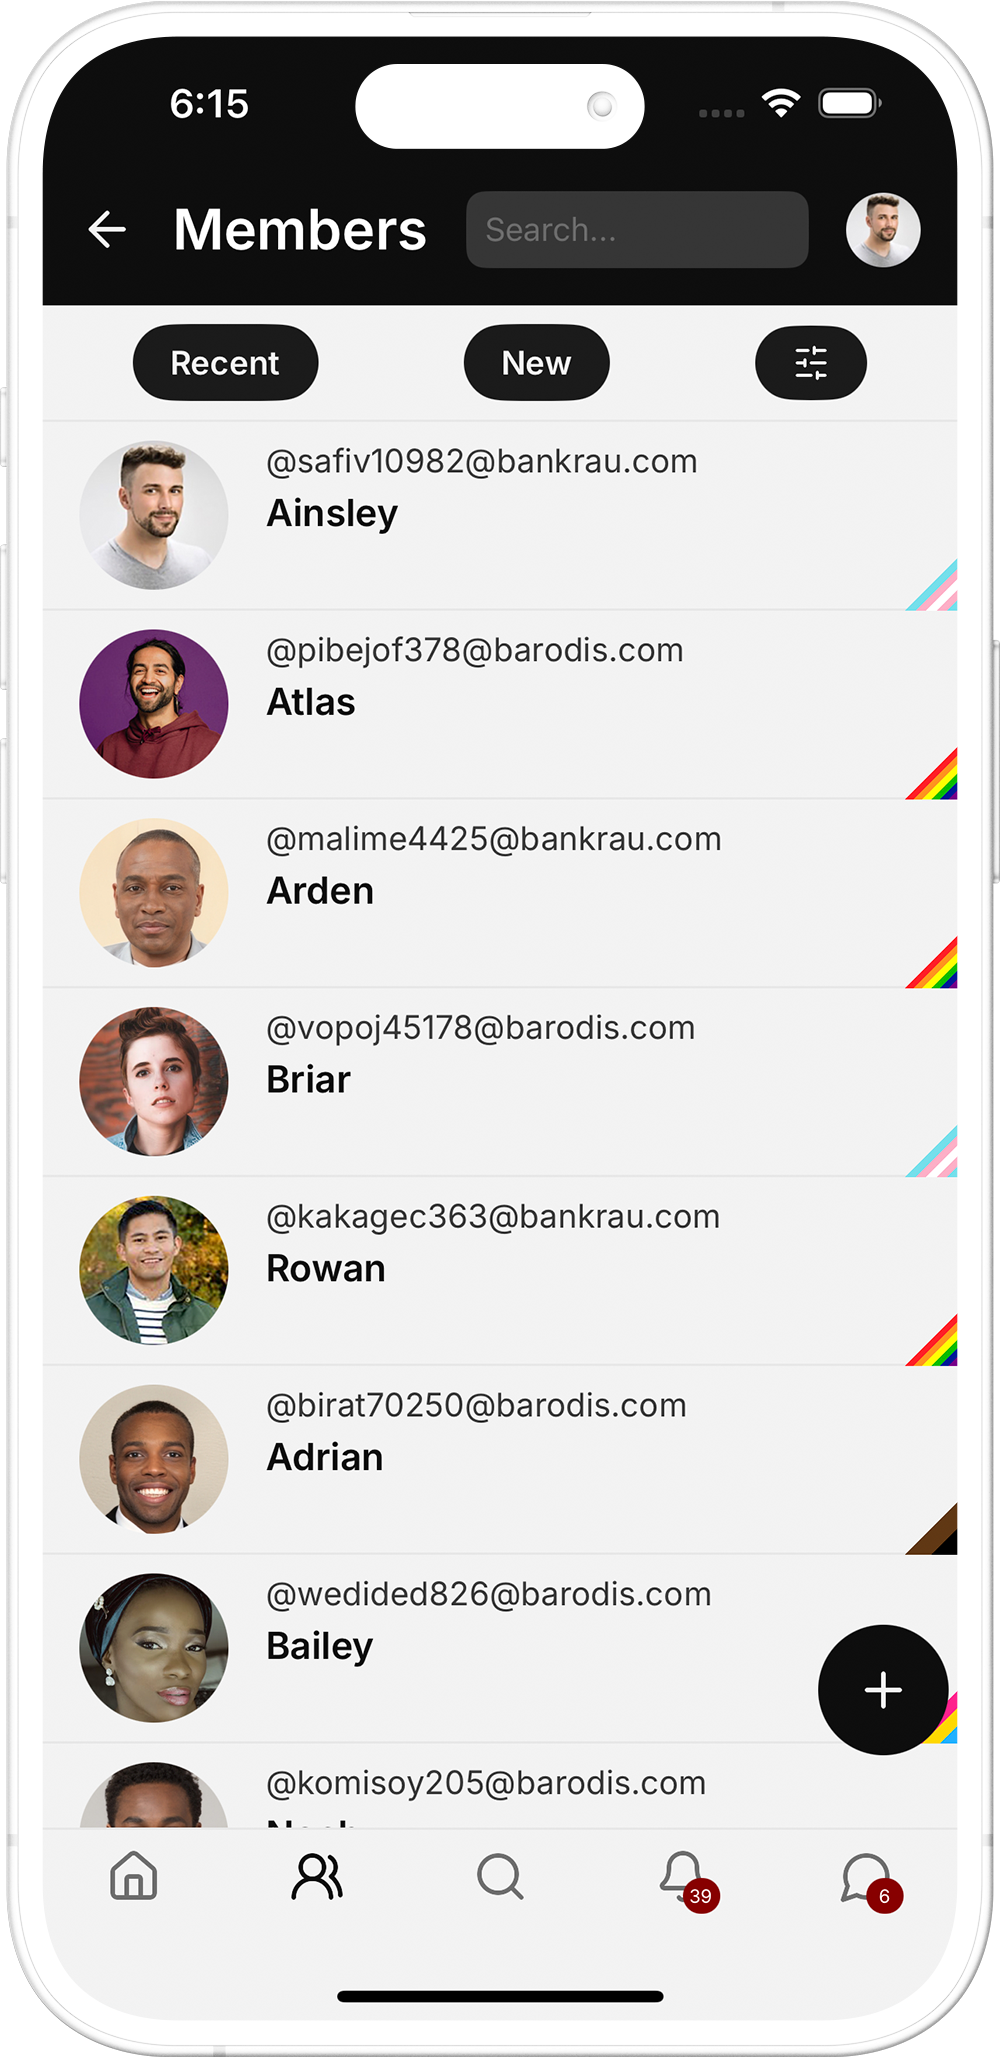 6:15
Members
Search...
Recent
New
@safiv10982@bankrau.com
Ainsley
@pibejof378@barodis.com
Atlas
@malime4425@bankrau.com
Arden
@vopoj45178@barodis.com
Briar
@kakagec363@bankrau.com
Rowan
@birat70250@barodis.com
Adrian
@wedided826@barodis.com
Bailey
@komisoy205@barodis.com
39
6